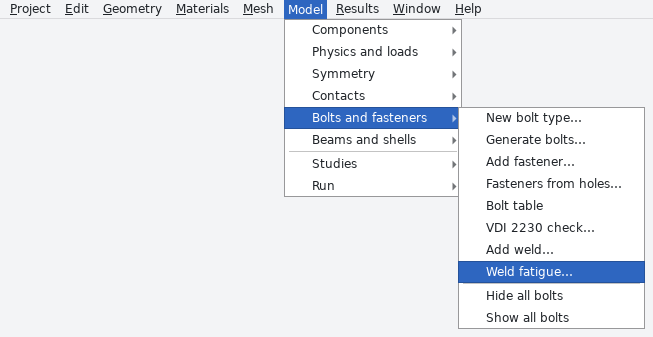 Project Edit Geometry Materials Mesh Model Results Window Help
Components
Physics and loads
Symmetry
Contacts
Bolts and fasteners
Beams and shells
Studies
Run
New bolt type...
Generate bolts...
Add fastener...
Fasteners from holes...
Bolt table
VDI 2230 check...
Add weld...
Weld fatigue...
Hide all bolts
Show all bolts